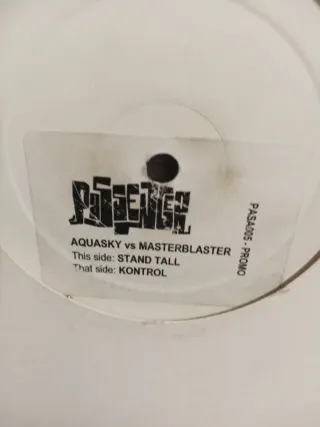 PASSENGER
AQUASKY vs MASTERBLASTER
This side: STAND TALL
That side: KONTROL
PASA005 - PROMO